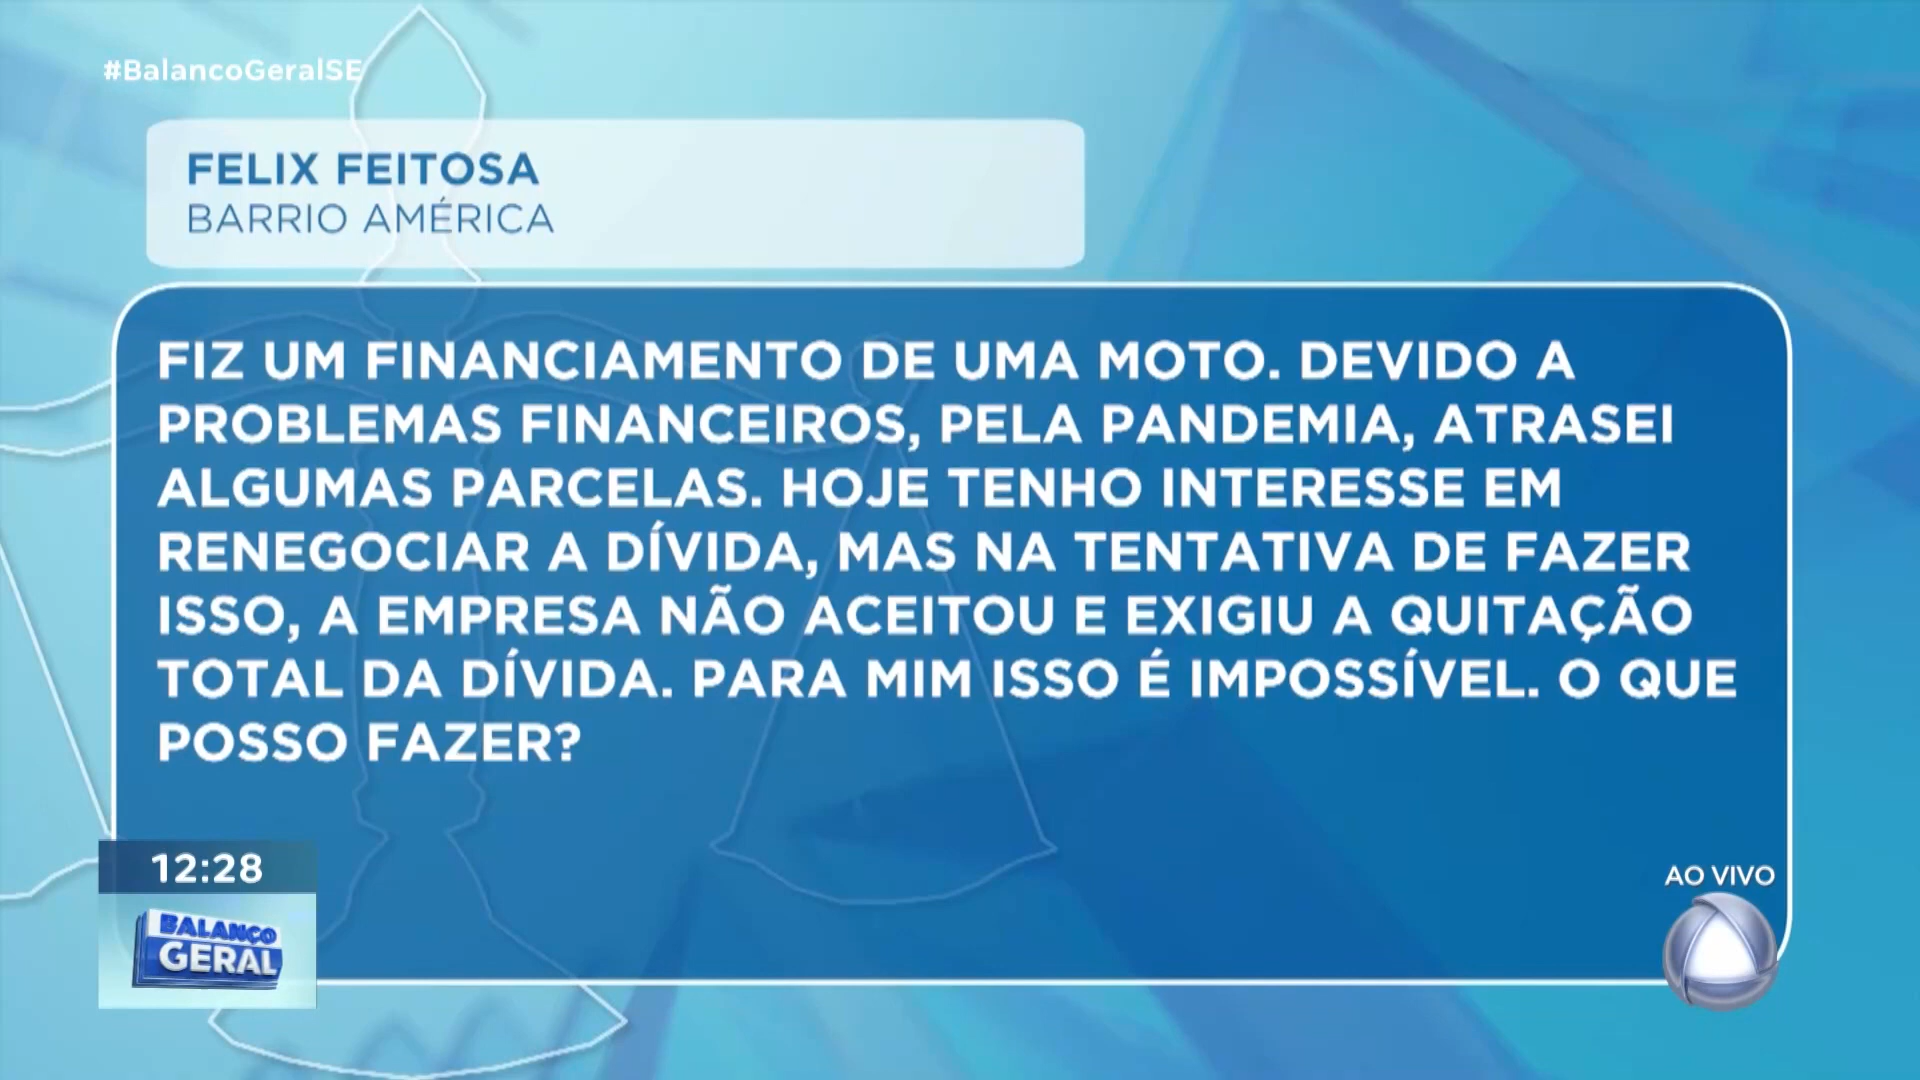 #BalancoGeralSE
FELIX FEITOSA
BARRIO AMÉRICA
FIZ UM FINANCIAMENTO DE UMA MOTO. DEVIDO A
PROBLEMAS FINANCEIROS, PELA PANDEMIA, ATRASEI
ALGUMAS PARCELAS. HOJE TENHO INTERESSE EM
RENEGOCIAR A DÍVIDA, MAS NA TENTATIVA DE FAZER
ISSO, A EMPRESA NÃO ACEITOU E EXIGIU A QUITAÇÃO
TOTAL DA DÍVIDA. PARA MIM ISSO É IMPOSSÍVEL. O QUE
POSSO FAZER?
12:28
BALANÇO
GERAL
AO VIVO